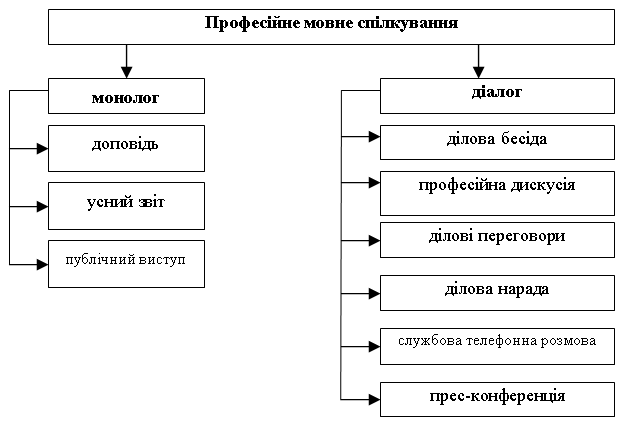 Професійне мовне спілкування
монолог
доповідь
усний звіт
публічний виступ
діалог
ділова бесіда
професійна дискусія
ділові переговори
ділова нарада
службова телефонна розмова
прес-конференція